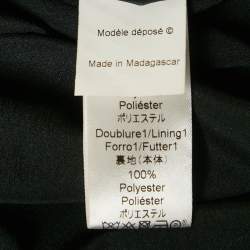 Modèle déposé ©
Made in Madagascar
Polyester
Poliéster
ポリエステル
Doublure1/Lining1
Forro1/Futter1
裏地(本体)
100%
Polyester
Poliéster
ポリエステル